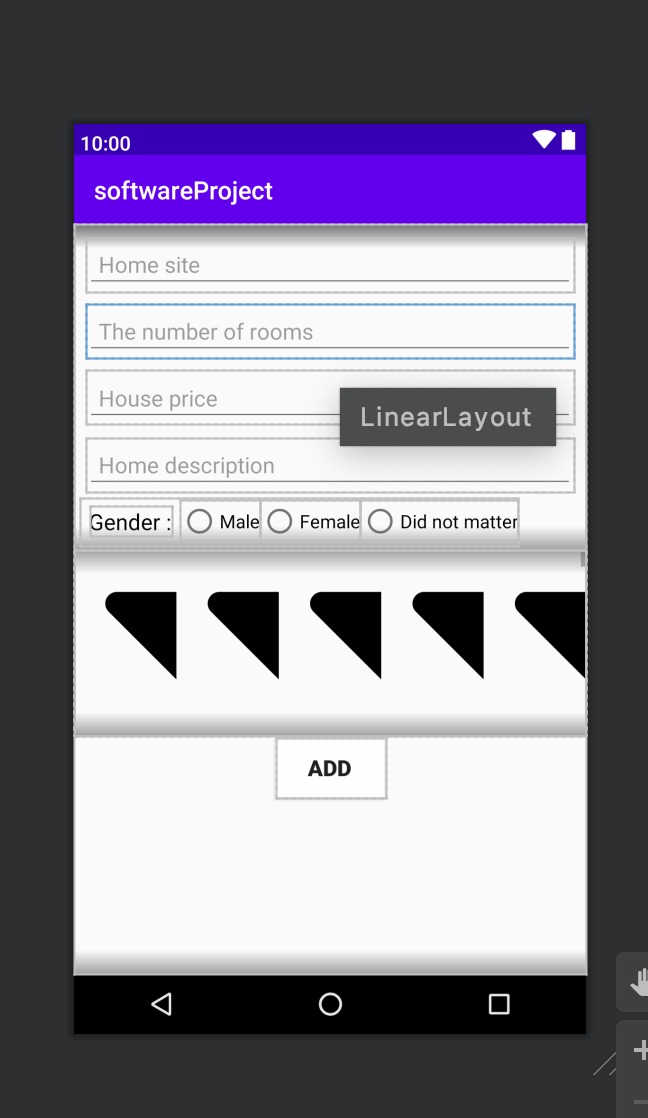 10:00
softwareProject
Home site
The number of rooms
House price
LinearLayout
Home description
Gender : Male Female Did not matter
ADD